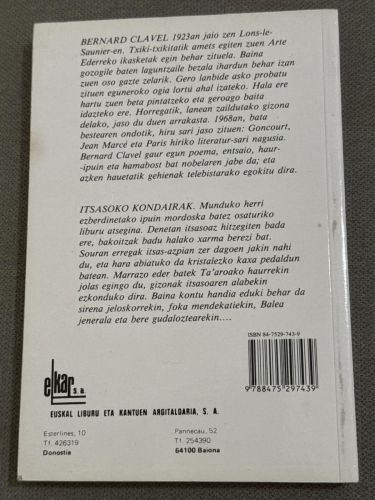 BERNARD CLAVEL 1923an jaio zen Lons-le-
Saunier-en. Txiki-txikitatik amets egiten zuen Arte
Ederreko ikasketak egin behar zituela. Baina
gozogile baten laguntzaile bezala ihardun behar izan
zuen oso gazte zelarik. Gero lanbide asko probatu
zituen eguneroko ogia lortú ahal izateko. Hala ere
hartu zuen beta pintatzeko eta geroago baita
idazteko ere. Horregatik, lanean zaildutako gizona
delako, jaso du duen arrakasta. 1968an, bata
bestearen ondotik, hiru sari jaso zituen: Goncourt,
Jean Marcé eta Paris hiriko literatur-sari nagusia.
Bernard Clavel gaur egun poema, entsaio, haur-
-ipuin eta hamabost bat nobelaren jabe da; eta
azken hauetatik gehienak telebistarako egokitu dira.
ITSASOKO KONDAIRAK. Munduko herri
ezberdinetako ipuin mordoska batez osaturiko
liburu atsegina. Denetan itsasoaz hitzegiten bada
ere, bakoitzak badu halako xarma berezi bat.
Souran erregak itsas-azpian zer dagoen jakin nahi
du, eta hara abiatuko da kristalezko kaxa pedaldun
batean. Marrazo eder batek Ta'aroako haurrekin
jolas egingo du, gizonak itsasoaren alabekin
ezkonduko dira. Baina kontu handia eduki behar da
sirena jeloskorrekin, foka mendekatiekin, Balea
jenerala eta bere gudaloztearekin....
ISBN 84-7529-743-9
9 788475 297439
elkar s.a.
EUSKAL LIBURU ETA KANTUEN ARGITALDARIA, S. A.
Esterlines, 10
Tf. 426319
Donostia
Pannecau, 52
Tf. 254390
64100 Baiona